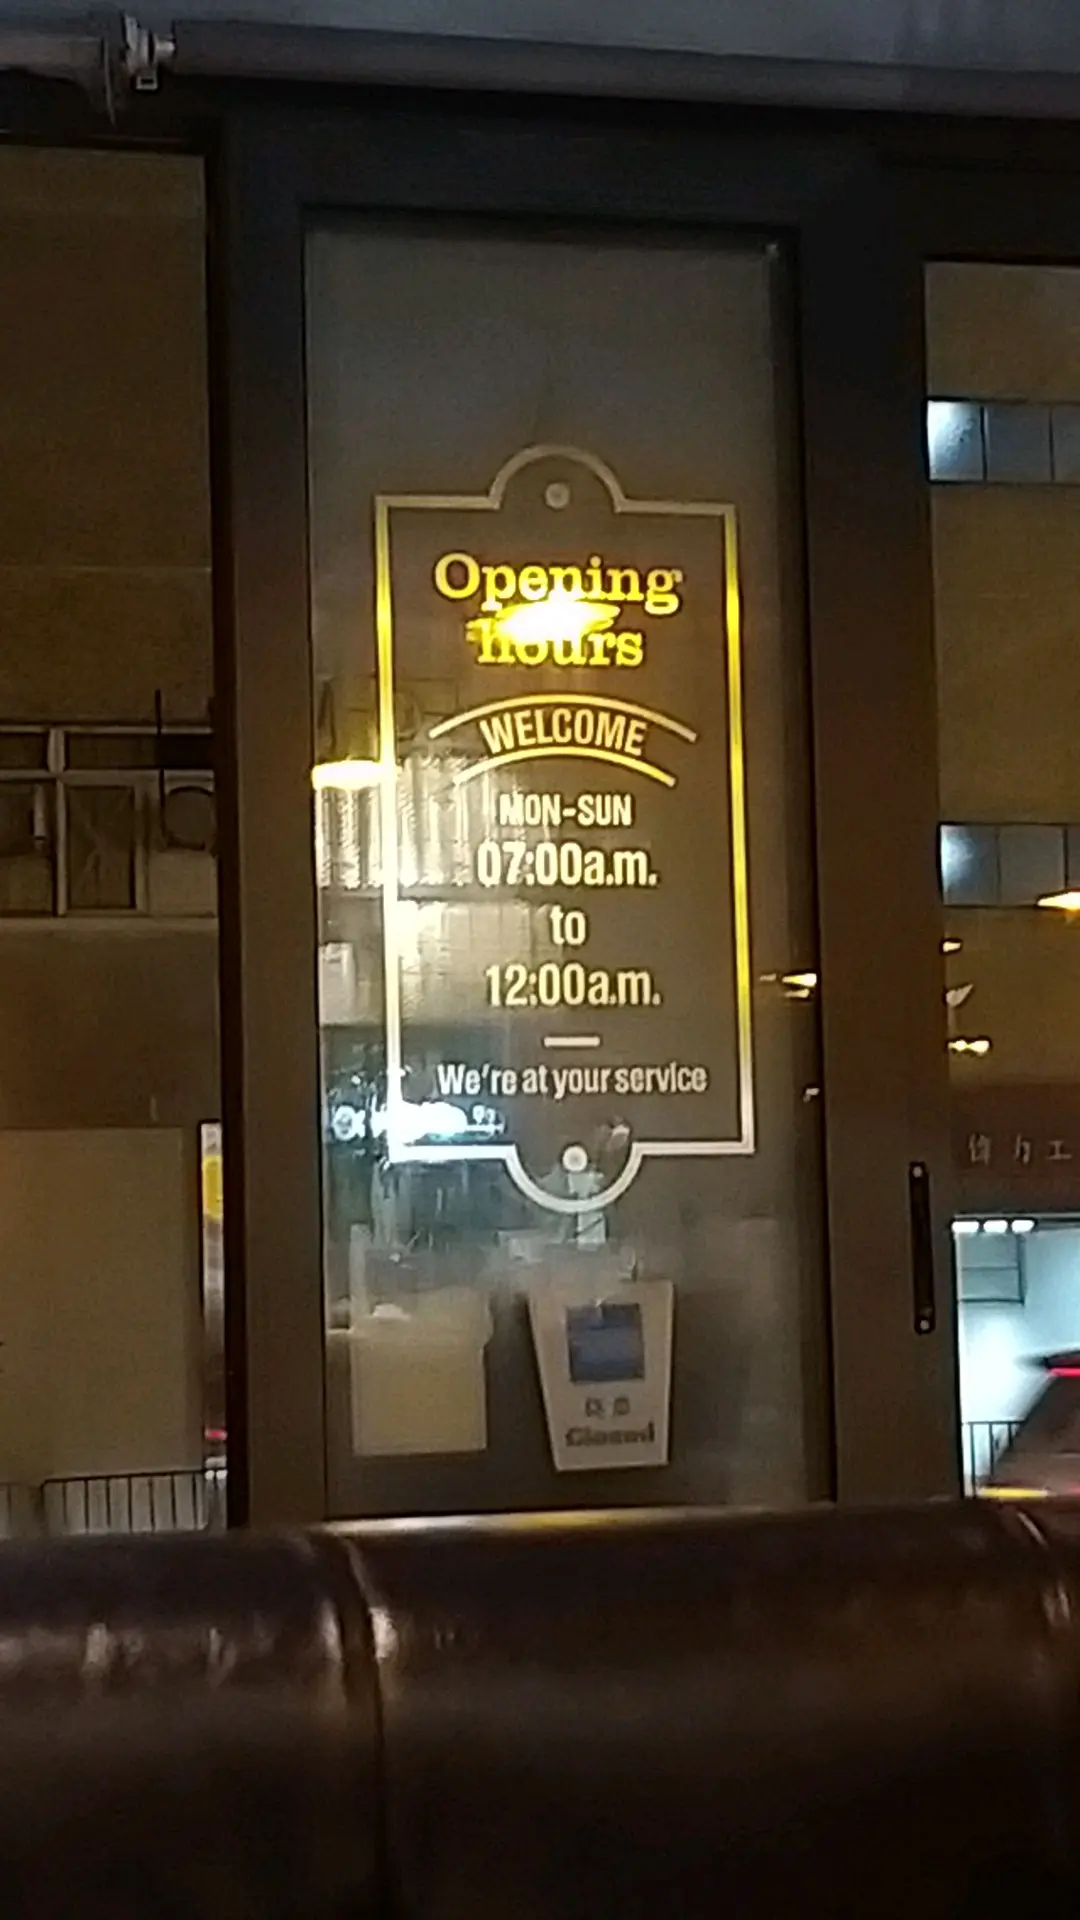 Opening
hours
WELCOME
MON-SUN
07:00a.m.
to
12:00a.m.
We're at your service